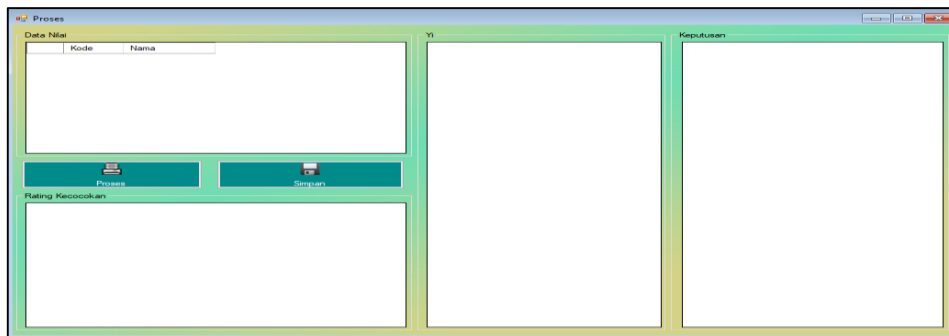 Proses
Data Nilai
Kode Nama
Proses
Simpan
Rating Kecocokan
Yi
Keputusan